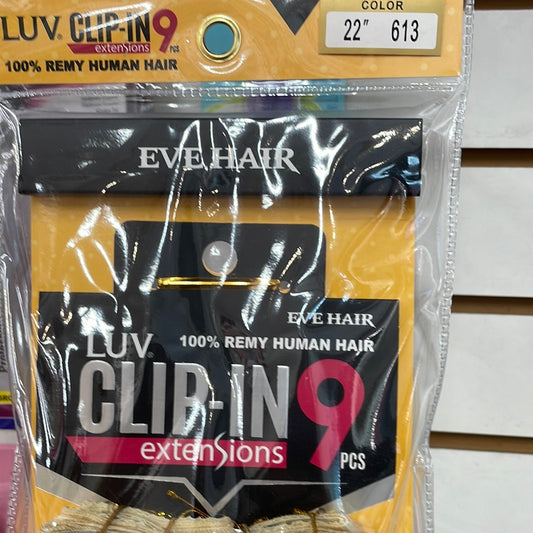 COLOR
22" 613
LUV® CLIP-IN 9 PCS
extensions
100% REMY HUMAN HAIR
EVE HAIR
EVE HAIR
LUV® 100% REMY HUMAN HAIR
CLIP-IN 9
extensions PCS